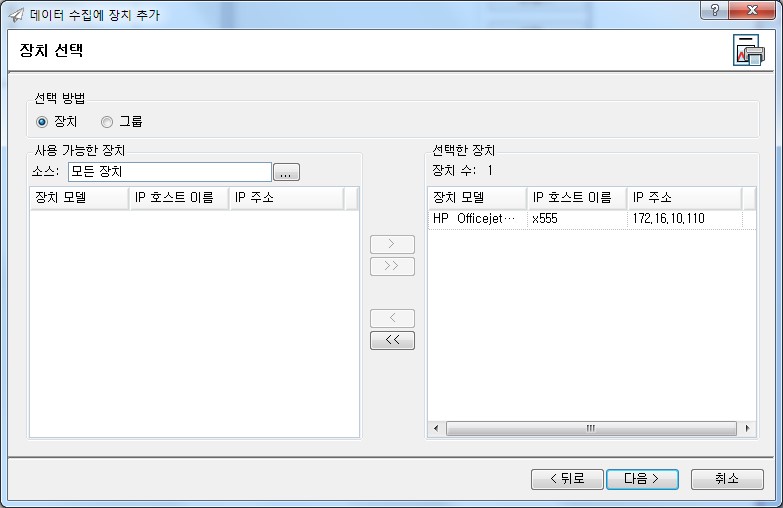 데이터 수집에 장치 추가
장치 선택
선택 방법
장치 그룹
사용 가능한 장치
소스: 모든 장치 ...
장치 모델 IP 호스트 이름 IP 주소
>
>>
<
<<
선택한 장치
장치 수: 1
장치 모델 IP 호스트 이름 IP 주소
HP Officejet... x555 172.16.10.110
< 뒤로 다음 > 취소